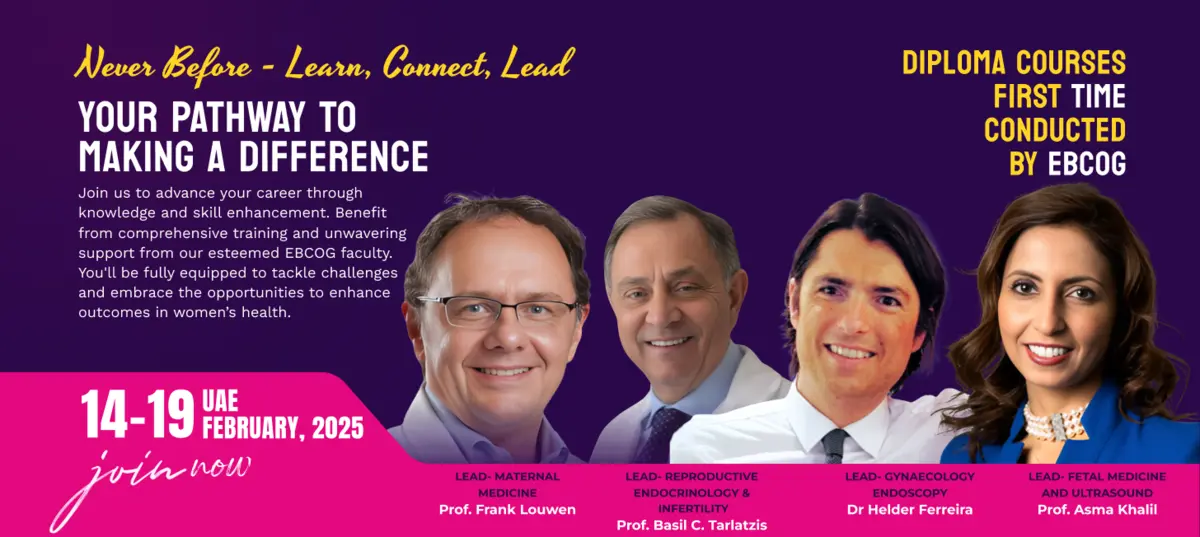 Never Before - Learn, Connect, Lead
YOUR PATHWAY TO
MAKING A DIFFERENCE
Join us to advance your career through
knowledge and skill enhancement. Benefit
from comprehensive training and unwavering
support from our esteemed EBCOG faculty.
You'll be fully equipped to tackle challenges
and embrace the opportunities to enhance
outcomes in women's health.
DIPLOMA COURSES
FIRST TIME
CONDUCTED
BY EBCOG
14-19 UAE
FEBRUARY, 2025
join now
LEAD- MATERNAL
MEDICINE
Prof. Frank Louwen
LEAD- REPRODUCTIVE
ENDOCRINOLOGY &
INFERTILITY
Prof. Basil C. Tarlatzis
LEAD- GYNAECOLOGY
ENDOSCOPY
Dr Helder Ferreira
LEAD- FETAL MEDICINE
AND ULTRASOUND
Prof. Asma Khalil